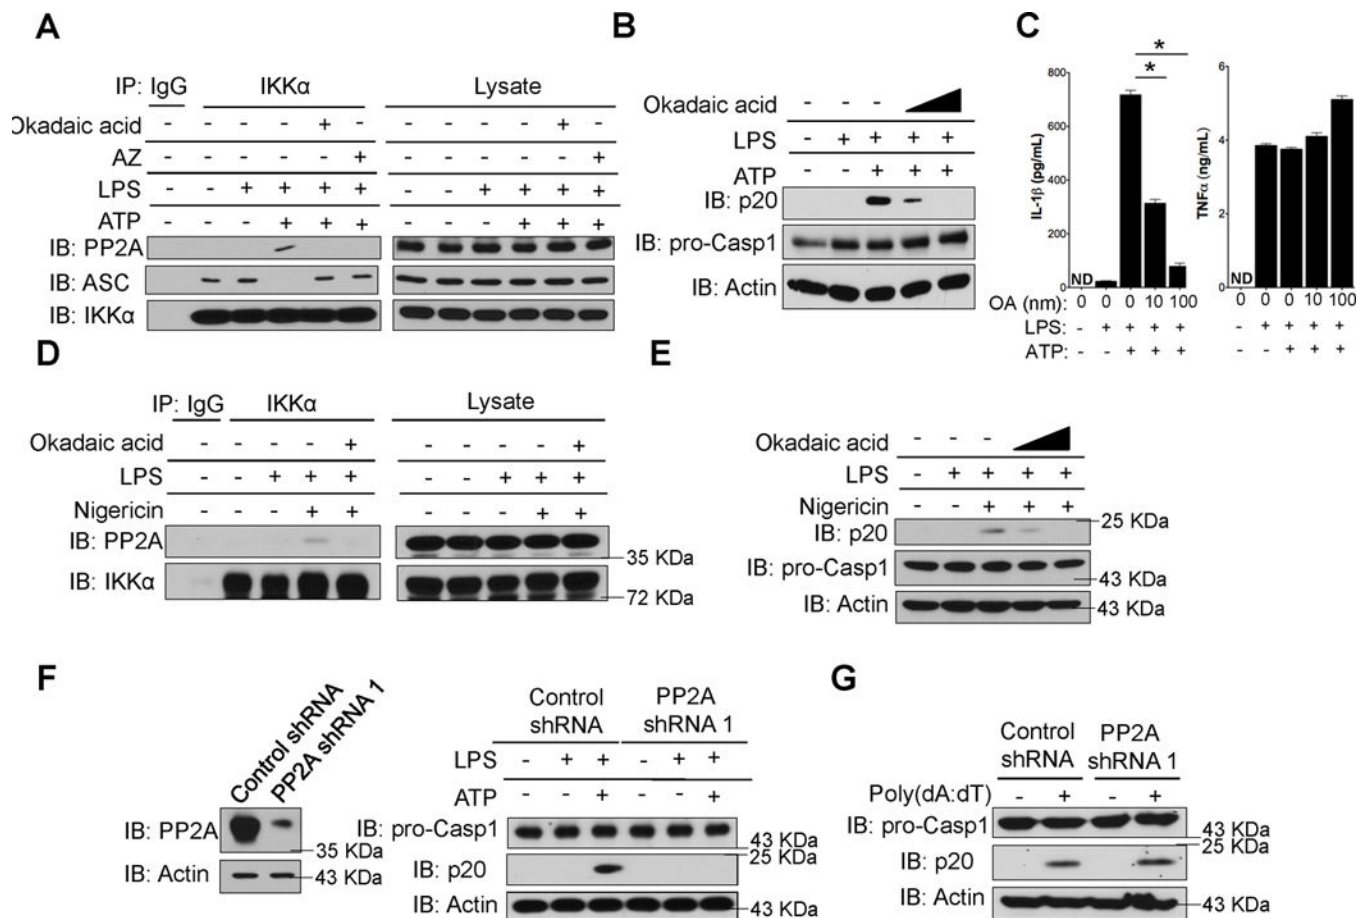 A
IP: IgG IKKα Lysate
Okadaic acid - - - - + - - - - - + -
AZ - - - - - + - - - - - +
LPS - - + + + + - - + + + +
ATP - - - + + + - - - + + +
IB: PP2A
IB: ASC
IB: IKKα
B
Okadaic acid - - -
LPS - + + + +
ATP - - + + +
IB: p20
IB: pro-Casp1
IB: Actin
C
* *
800
600
400
200
0
IL-1β (pg/mL)
ND
OA (nm) 0 0 0 10 100
LPS: - + + + +
ATP: - - + + +
6
4
2
0
TNFα (ng/mL)
ND
0 0 0 10 100
- + + + +
- - + + +
D
IP: IgG IKKα Lysate
Okadaic acid - - - - + - - - - +
LPS - - + + + - - + + +
Nigericin - - - + + - - - + +
IB: PP2A 35 KDa
IB: IKKα 72 KDa
E
Okadaic acid - - -
LPS - + + + +
Nigericin - - + + +
IB: p20 25 KDa
IB: pro-Casp1 43 KDa
IB: Actin 43 KDa
F
Control shRNA
PP2A shRNA 1
IB: PP2A 35 KDa
IB: Actin 43 KDa
Control PP2A
shRNA shRNA 1
LPS - + + - + +
ATP - - + - - +
IB: pro-Casp1 43 KDa
IB: p20 25 KDa
IB: Actin 43 KDa
G
Control PP2A
shRNA shRNA 1
Poly(dA:dT) - + - +
IB: pro-Casp1 43 KDa
IB: p20 25 KDa
IB: Actin 43 KDa